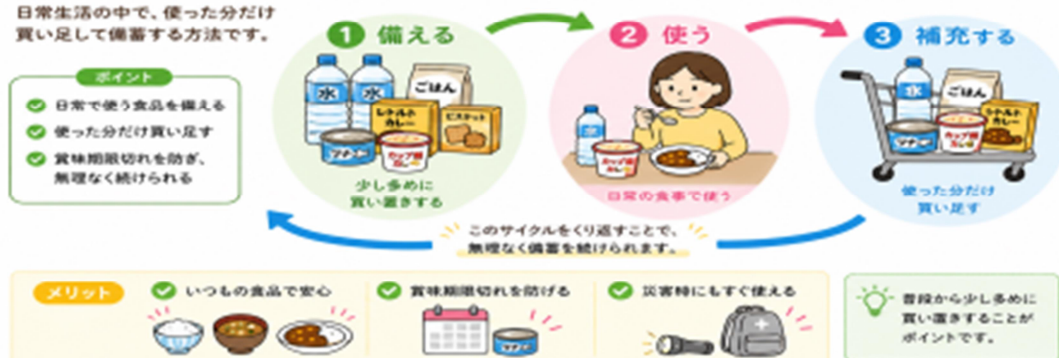 日常生活の中で、使った分だけ
買い足して備蓄する方法です。
ポイント
日常で使う食品を備える
使った分だけ買い足す
賞味期限切れを防ぎ、
無理なく続けられる
1 備える
水
水
ごはん
レトルト
カレー
ビスケット
ツナ
カップ麺
少し多めに
買い置きする
2 使う
水
カップ麺
日常の食事で使う
3 補充する
水
ごはん
レトルト
カレー
ツナ
カップ麺
使った分だけ
買い足す
このサイクルをくり返すことで、
無理なく備蓄を続けられます。
メリット
いつもの食品で安心
賞味期限切れを防げる
災害時にもすぐ使える
普段から少し多めに
買い置きすることが
ポイントです。